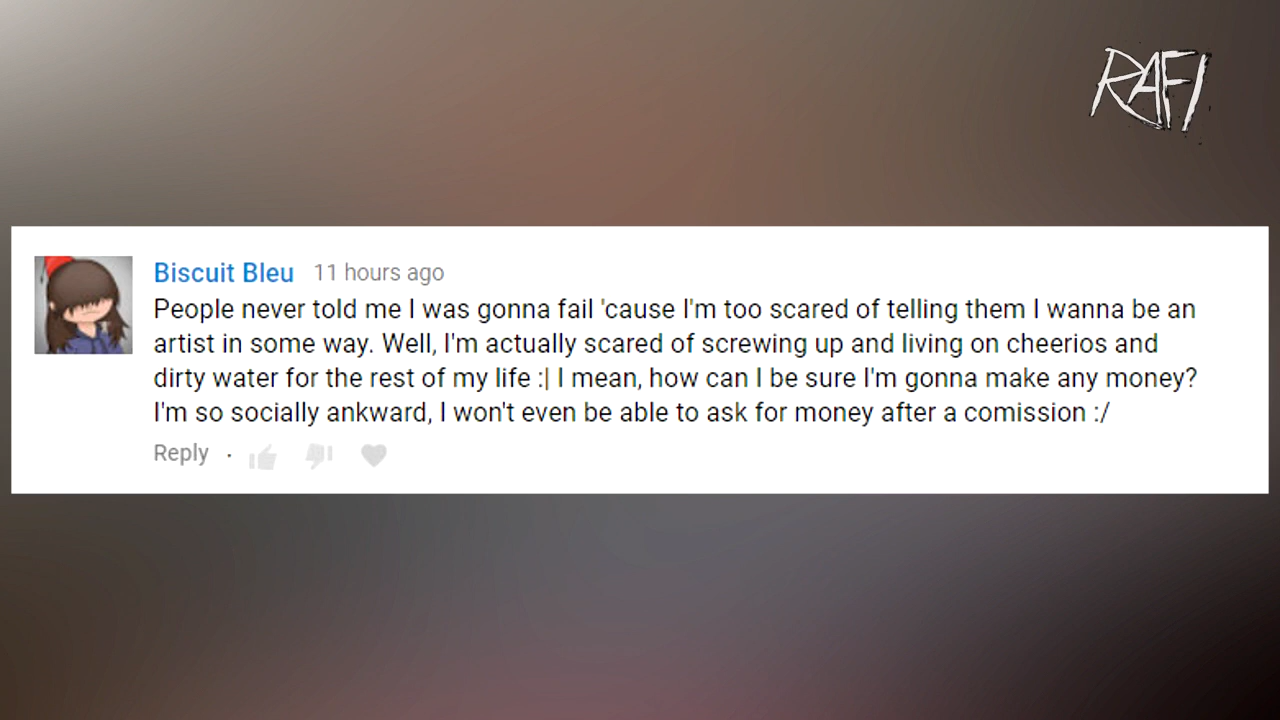 RAFI
Biscuit Bleu 11 hours ago
People never told me I was gonna fail 'cause I'm too scared of telling them I wanna be an
artist in some way. Well, I'm actually scared of screwing up and living on cheerios and
dirty water for the rest of my life :| I mean, how can I be sure I'm gonna make any money?
I'm so socially ankward, I won't even be able to ask for money after a comission :/
Reply ·